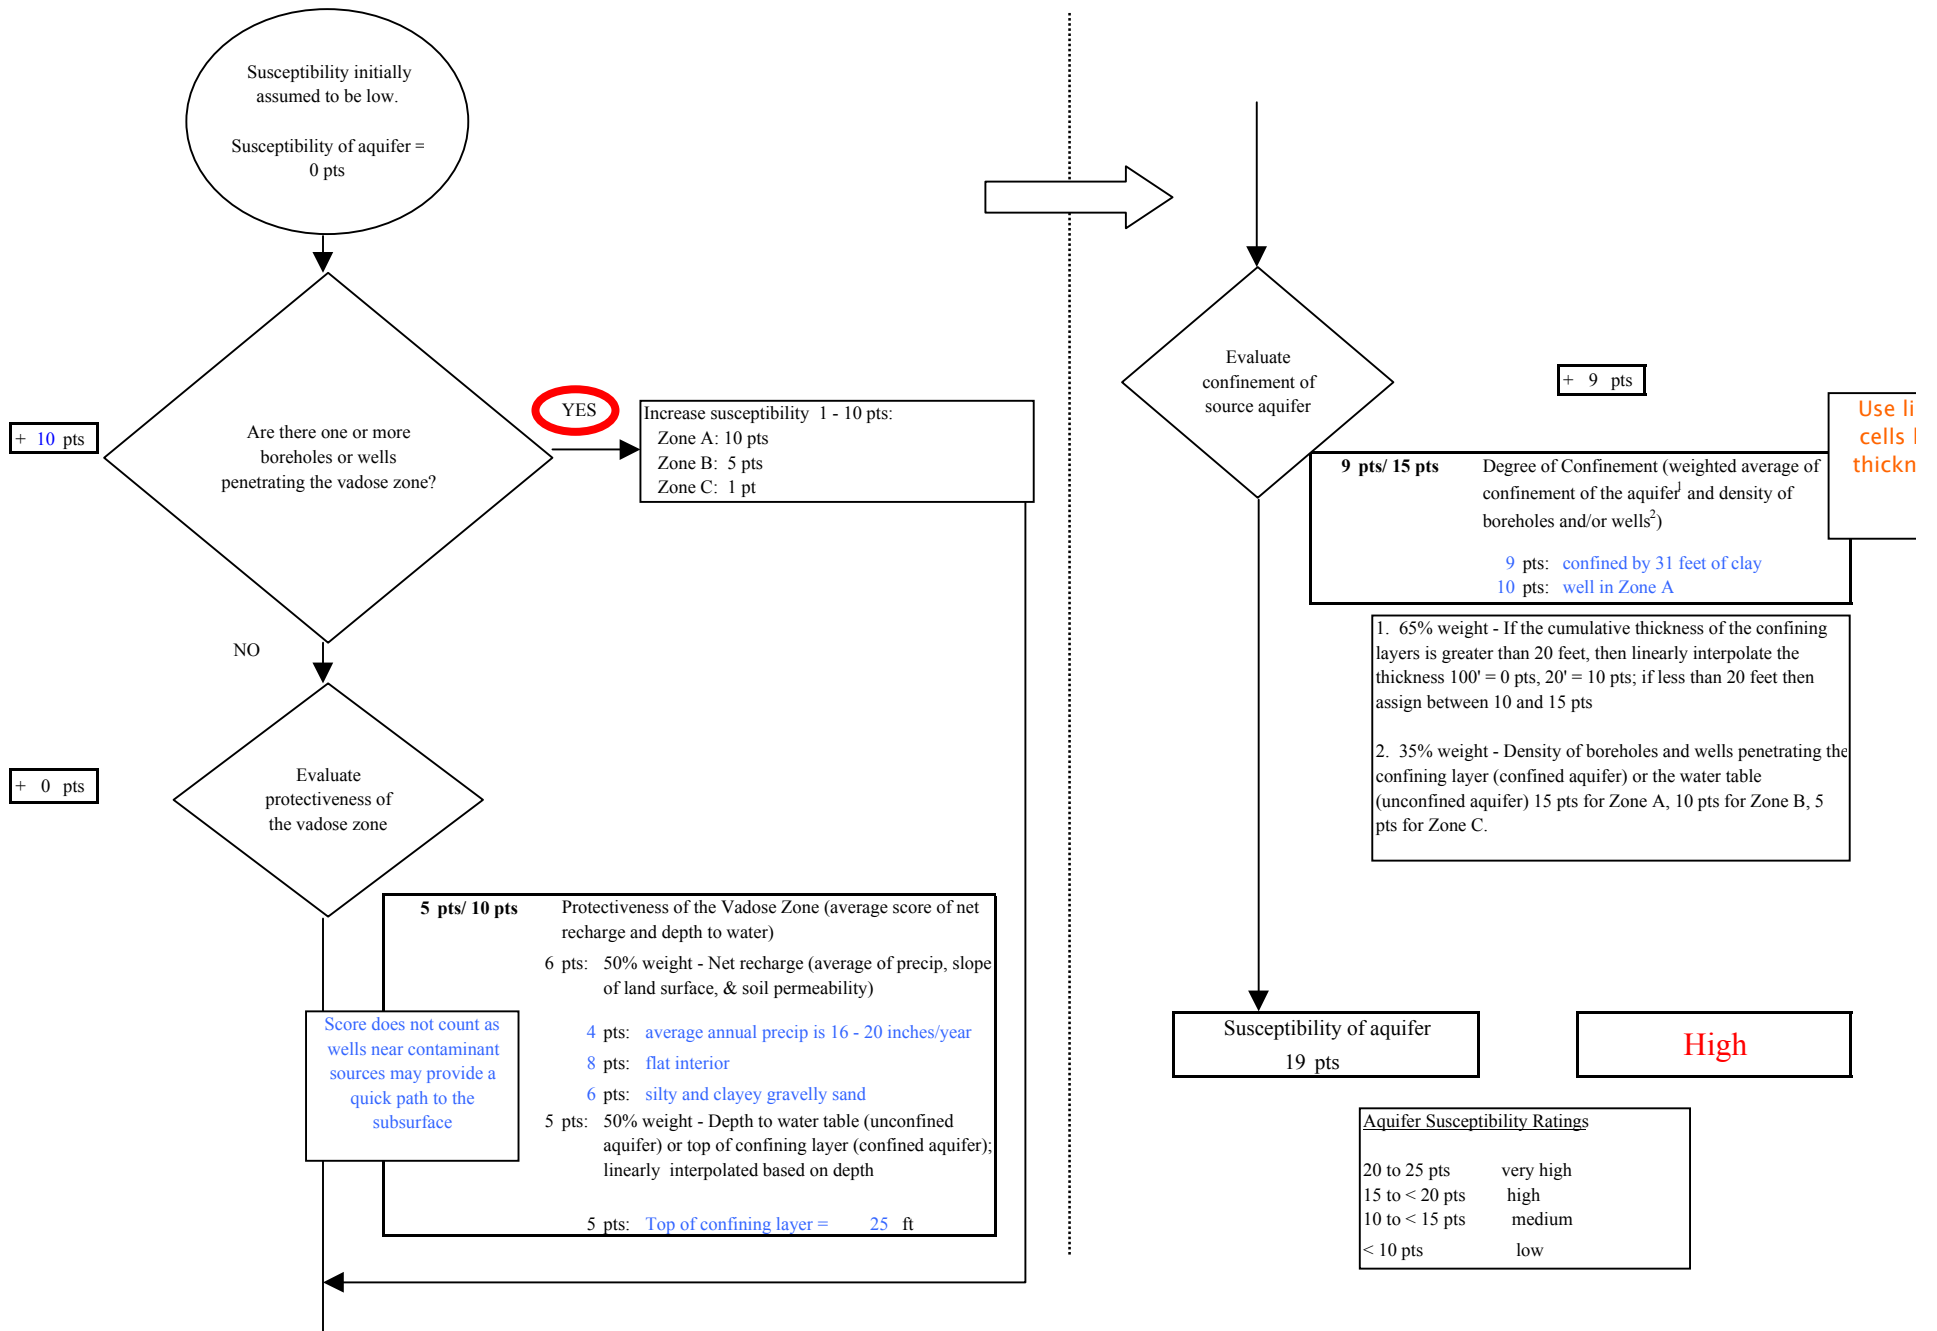 Susceptibility initially
assumed to be low.
Susceptibility of aquifer =
0 pts
+ 10 pts
Are there one or more
boreholes or wells
penetrating the vadose zone?
YES
Increase susceptibility 1 - 10 pts:
Zone A: 10 pts
Zone B: 5 pts
Zone C: 1 pt
NO
+ 0 pts
Evaluate
protectiveness of
the vadose zone
5 pts/ 10 pts Protectiveness of the Vadose Zone (average score of net
recharge and depth to water)
6 pts: 50% weight - Net recharge (average of precip, slope
of land surface, & soil permeability)
4 pts: average annual precip is 16 - 20 inches/year
8 pts: flat interior
6 pts: silty and clayey gravelly sand
5 pts: 50% weight - Depth to water table (unconfined
aquifer) or top of confining layer (confined aquifer);
linearly interpolated based on depth
5 pts: Top of confining layer = 25 ft
Score does not count as
wells near contaminant
sources may provide a
quick path to the
subsurface
Evaluate
confinement of
source aquifer
+ 9 pts
Use li
cells
thickn
9 pts/ 15 pts Degree of Confinement (weighted average of
confinement of the aquifer1 and density of
boreholes and/or wells2)
9 pts: confined by 31 feet of clay
10 pts: well in Zone A
1. 65% weight - If the cumulative thickness of the confining
layers is greater than 20 feet, then linearly interpolate the
thickness 100' = 0 pts, 20' = 10 pts; if less than 20 feet then
assign between 10 and 15 pts
2. 35% weight - Density of boreholes and wells penetrating the
confining layer (confined aquifer) or the water table
(unconfined aquifer) 15 pts for Zone A, 10 pts for Zone B, 5
pts for Zone C.
Susceptibility of aquifer
19 pts
High
Aquifer Susceptibility Ratings
20 to 25 pts very high
15 to < 20 pts high
10 to < 15 pts medium
< 10 pts low